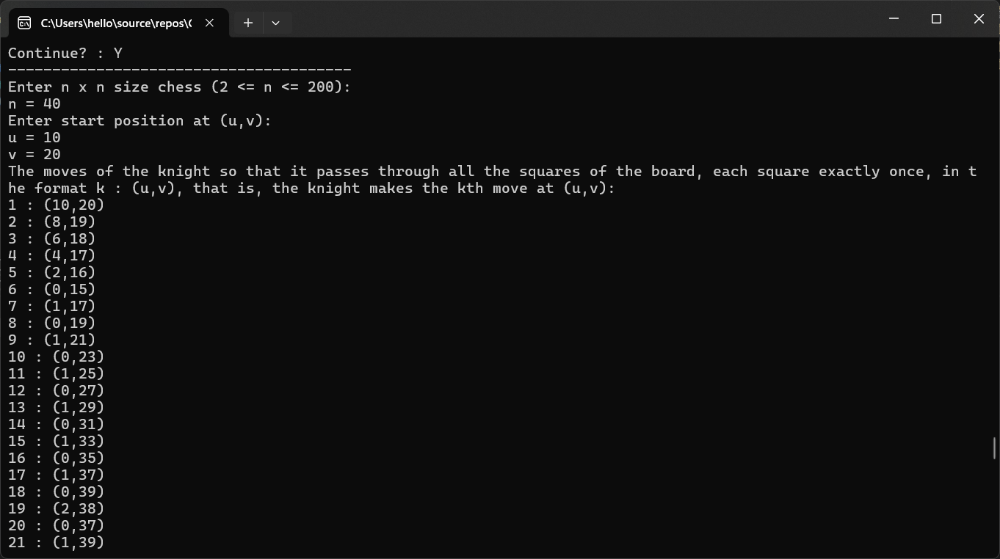 C:\Users\hello\source\repos\C
Continue? : Y
---------------------------------------
Enter n x n size chess (2 <= n <= 200):
n = 40
Enter start position at (u,v):
u = 10
v = 20
The moves of the knight so that it passes through all the squares of the board, each square exactly once, in t
he format k : (u,v), that is, the knight makes the kth move at (u,v):
1 : (10,20)
2 : (8,19)
3 : (6,18)
4 : (4,17)
5 : (2,16)
6 : (0,15)
7 : (1,17)
8 : (0,19)
9 : (1,21)
10 : (0,23)
11 : (1,25)
12 : (0,27)
13 : (1,29)
14 : (0,31)
15 : (1,33)
16 : (0,35)
17 : (1,37)
18 : (0,39)
19 : (2,38)
20 : (0,37)
21 : (1,39)